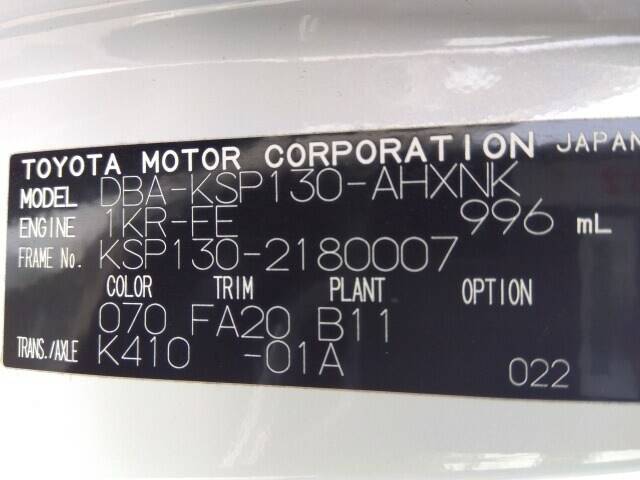 TOYOTA MOTOR CORPORATION JAPAN
MODEL DBA-KSP130-AHXNK
ENGINE 1KR-FE 996 mL
FRAME No. KSP130-2180007
COLOR TRIM PLANT OPTION
070 FA20 B11
TRANS./AXLE K410 -01A
022